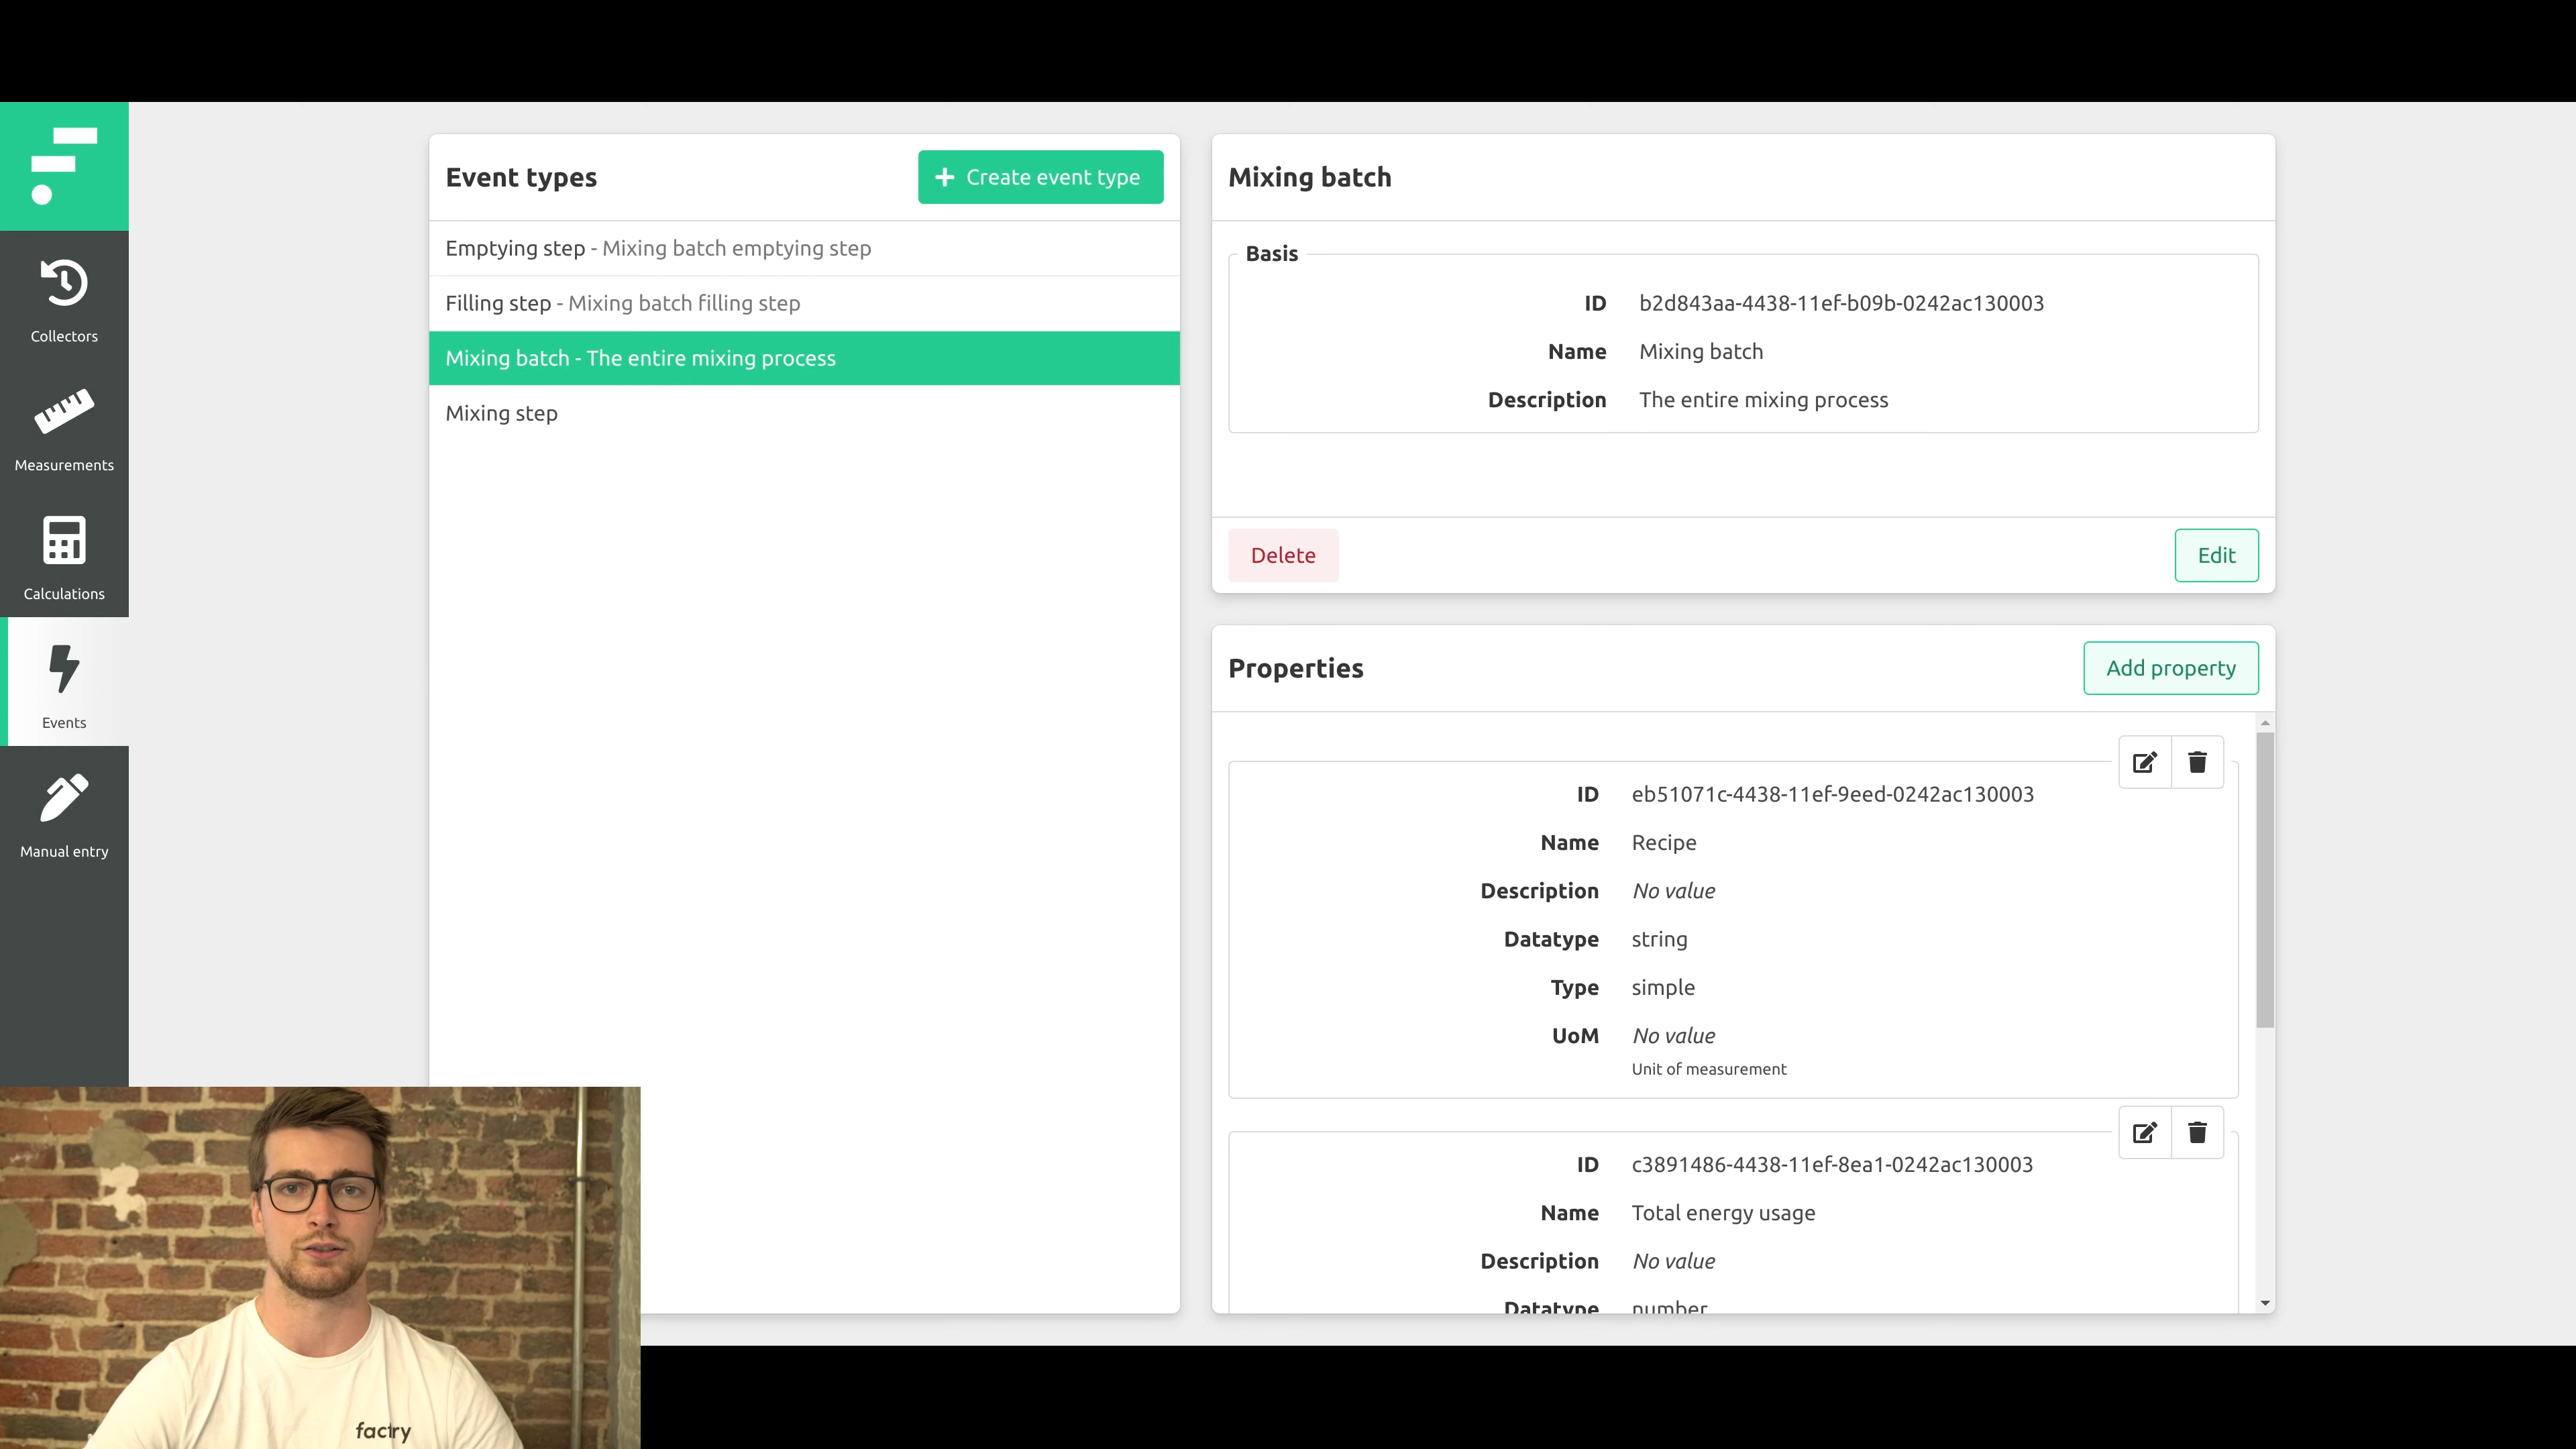 Collectors
Measurements
Calculations
Events
Manual entry
Event types
Create event type
Emptying step - Mixing batch emptying step
Filling step - Mixing batch filling step
Mixing batch - The entire mixing process
Mixing step
Mixing batch
Basis
ID b2d843aa-4438-11ef-b09b-0242ac130003
Name Mixing batch
Description The entire mixing process
Delete
Edit
Properties
Add property
ID eb51071c-4438-11ef-9eed-0242ac130003
Name Recipe
Description No value
Datatype string
Type simple
UoM No value
Unit of measurement
ID c3891486-4438-11ef-8ea1-0242ac130003
Name Total energy usage
Description No value
Datatype number
factry